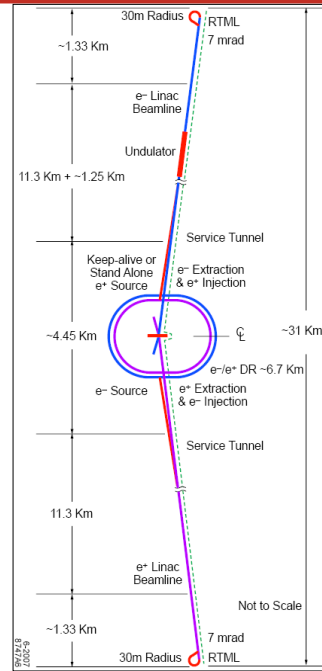 30m Radius
RTML
~1.33 Km
7 mrad
e– Linac
Beamline
Undulator
11.3 Km + ~1.25 Km
Service Tunnel
Keep-alive or
Stand Alone
e+ Source
e– Extraction
& e+ Injection
~4.45 Km
~31 Km
e–/e+ DR ~6.7 Km
e– Source
e+ Extraction
& e– Injection
Service Tunnel
11.3 Km
e+ Linac
Beamline
Not to Scale
~1.33 Km
7 mrad
30m Radius
RTML
6-2007
8747A6